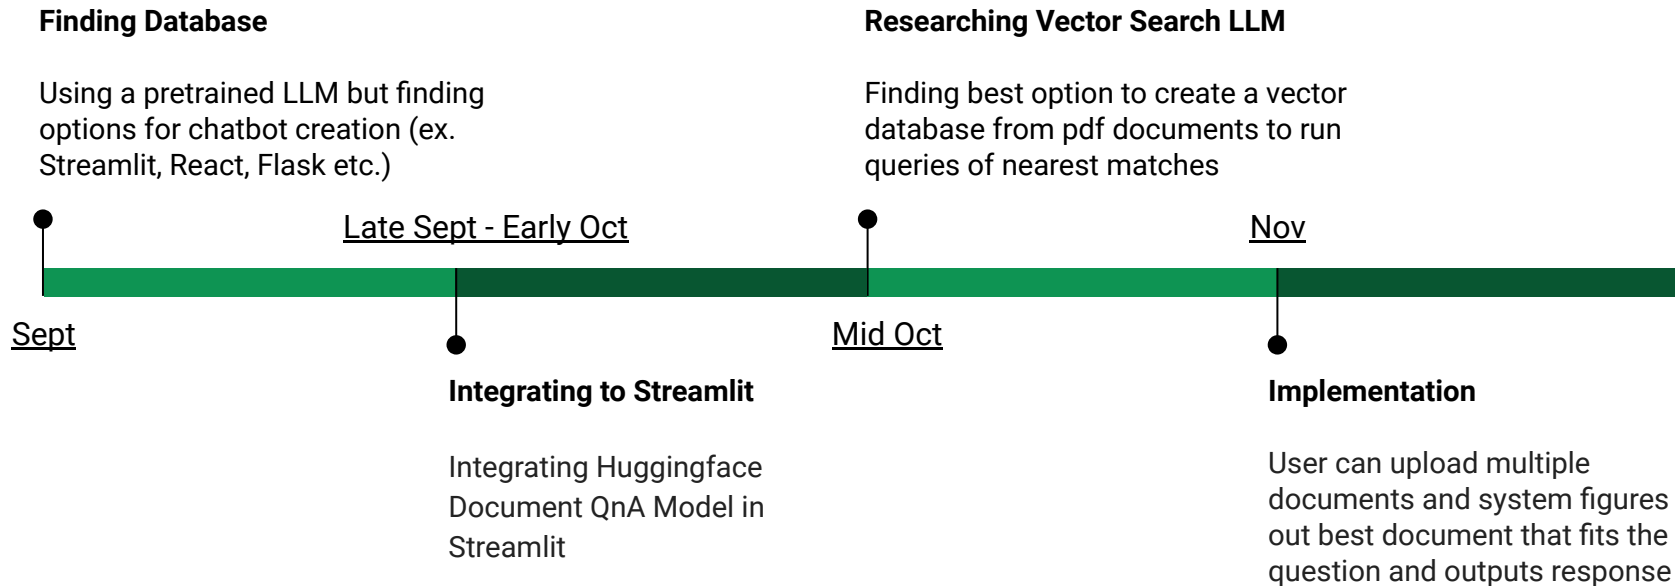 Finding Database
Using a pretrained LLM but finding
options for chatbot creation (ex.
Streamlit, React, Flask etc.)
Researching Vector Search LLM
Finding best option to create a vector
database from pdf documents to run
queries of nearest matches
Late Sept - Early Oct
Nov
Sept
Mid Oct
Integrating to Streamlit
Integrating Huggingface
Document QnA Model in
Streamlit
Implementation
User can upload multiple
documents and system figures
out best document that fits the
question and outputs response